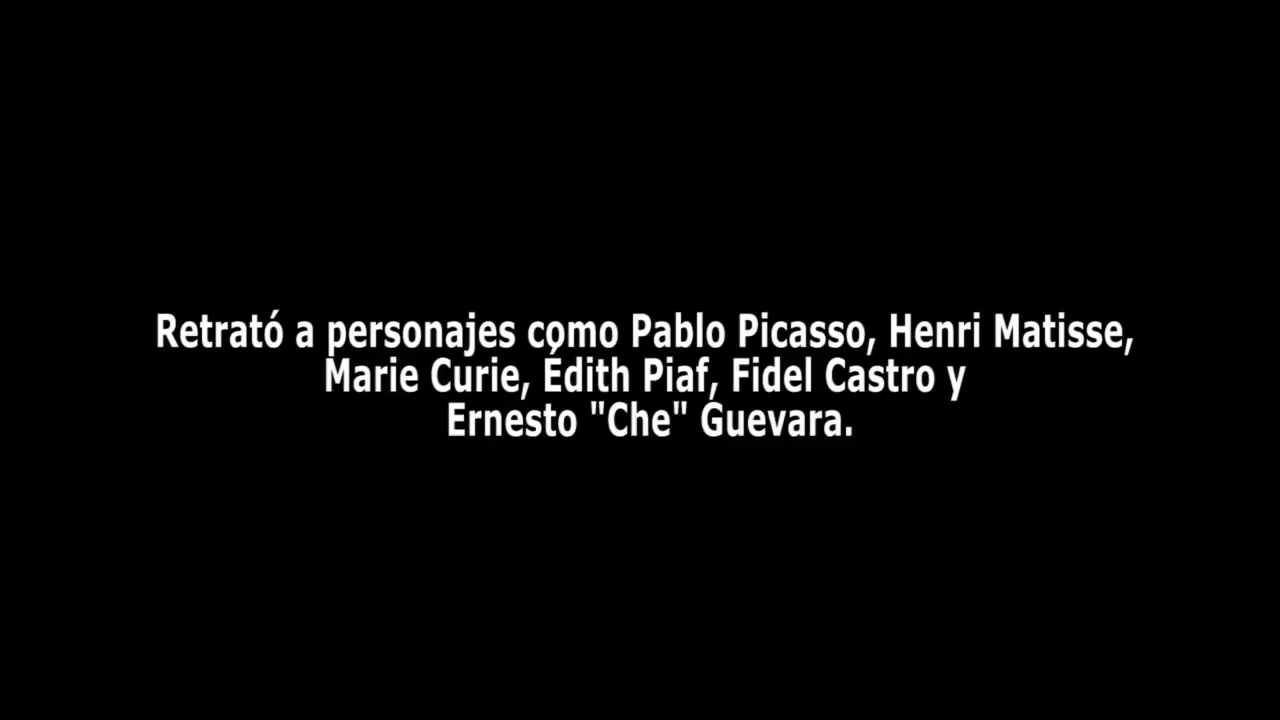 Retrató a personajes como Pablo Picasso, Henri Matisse,
Marie Curie, Édith Piaf, Fidel Castro y
Ernesto "Che" Guevara.